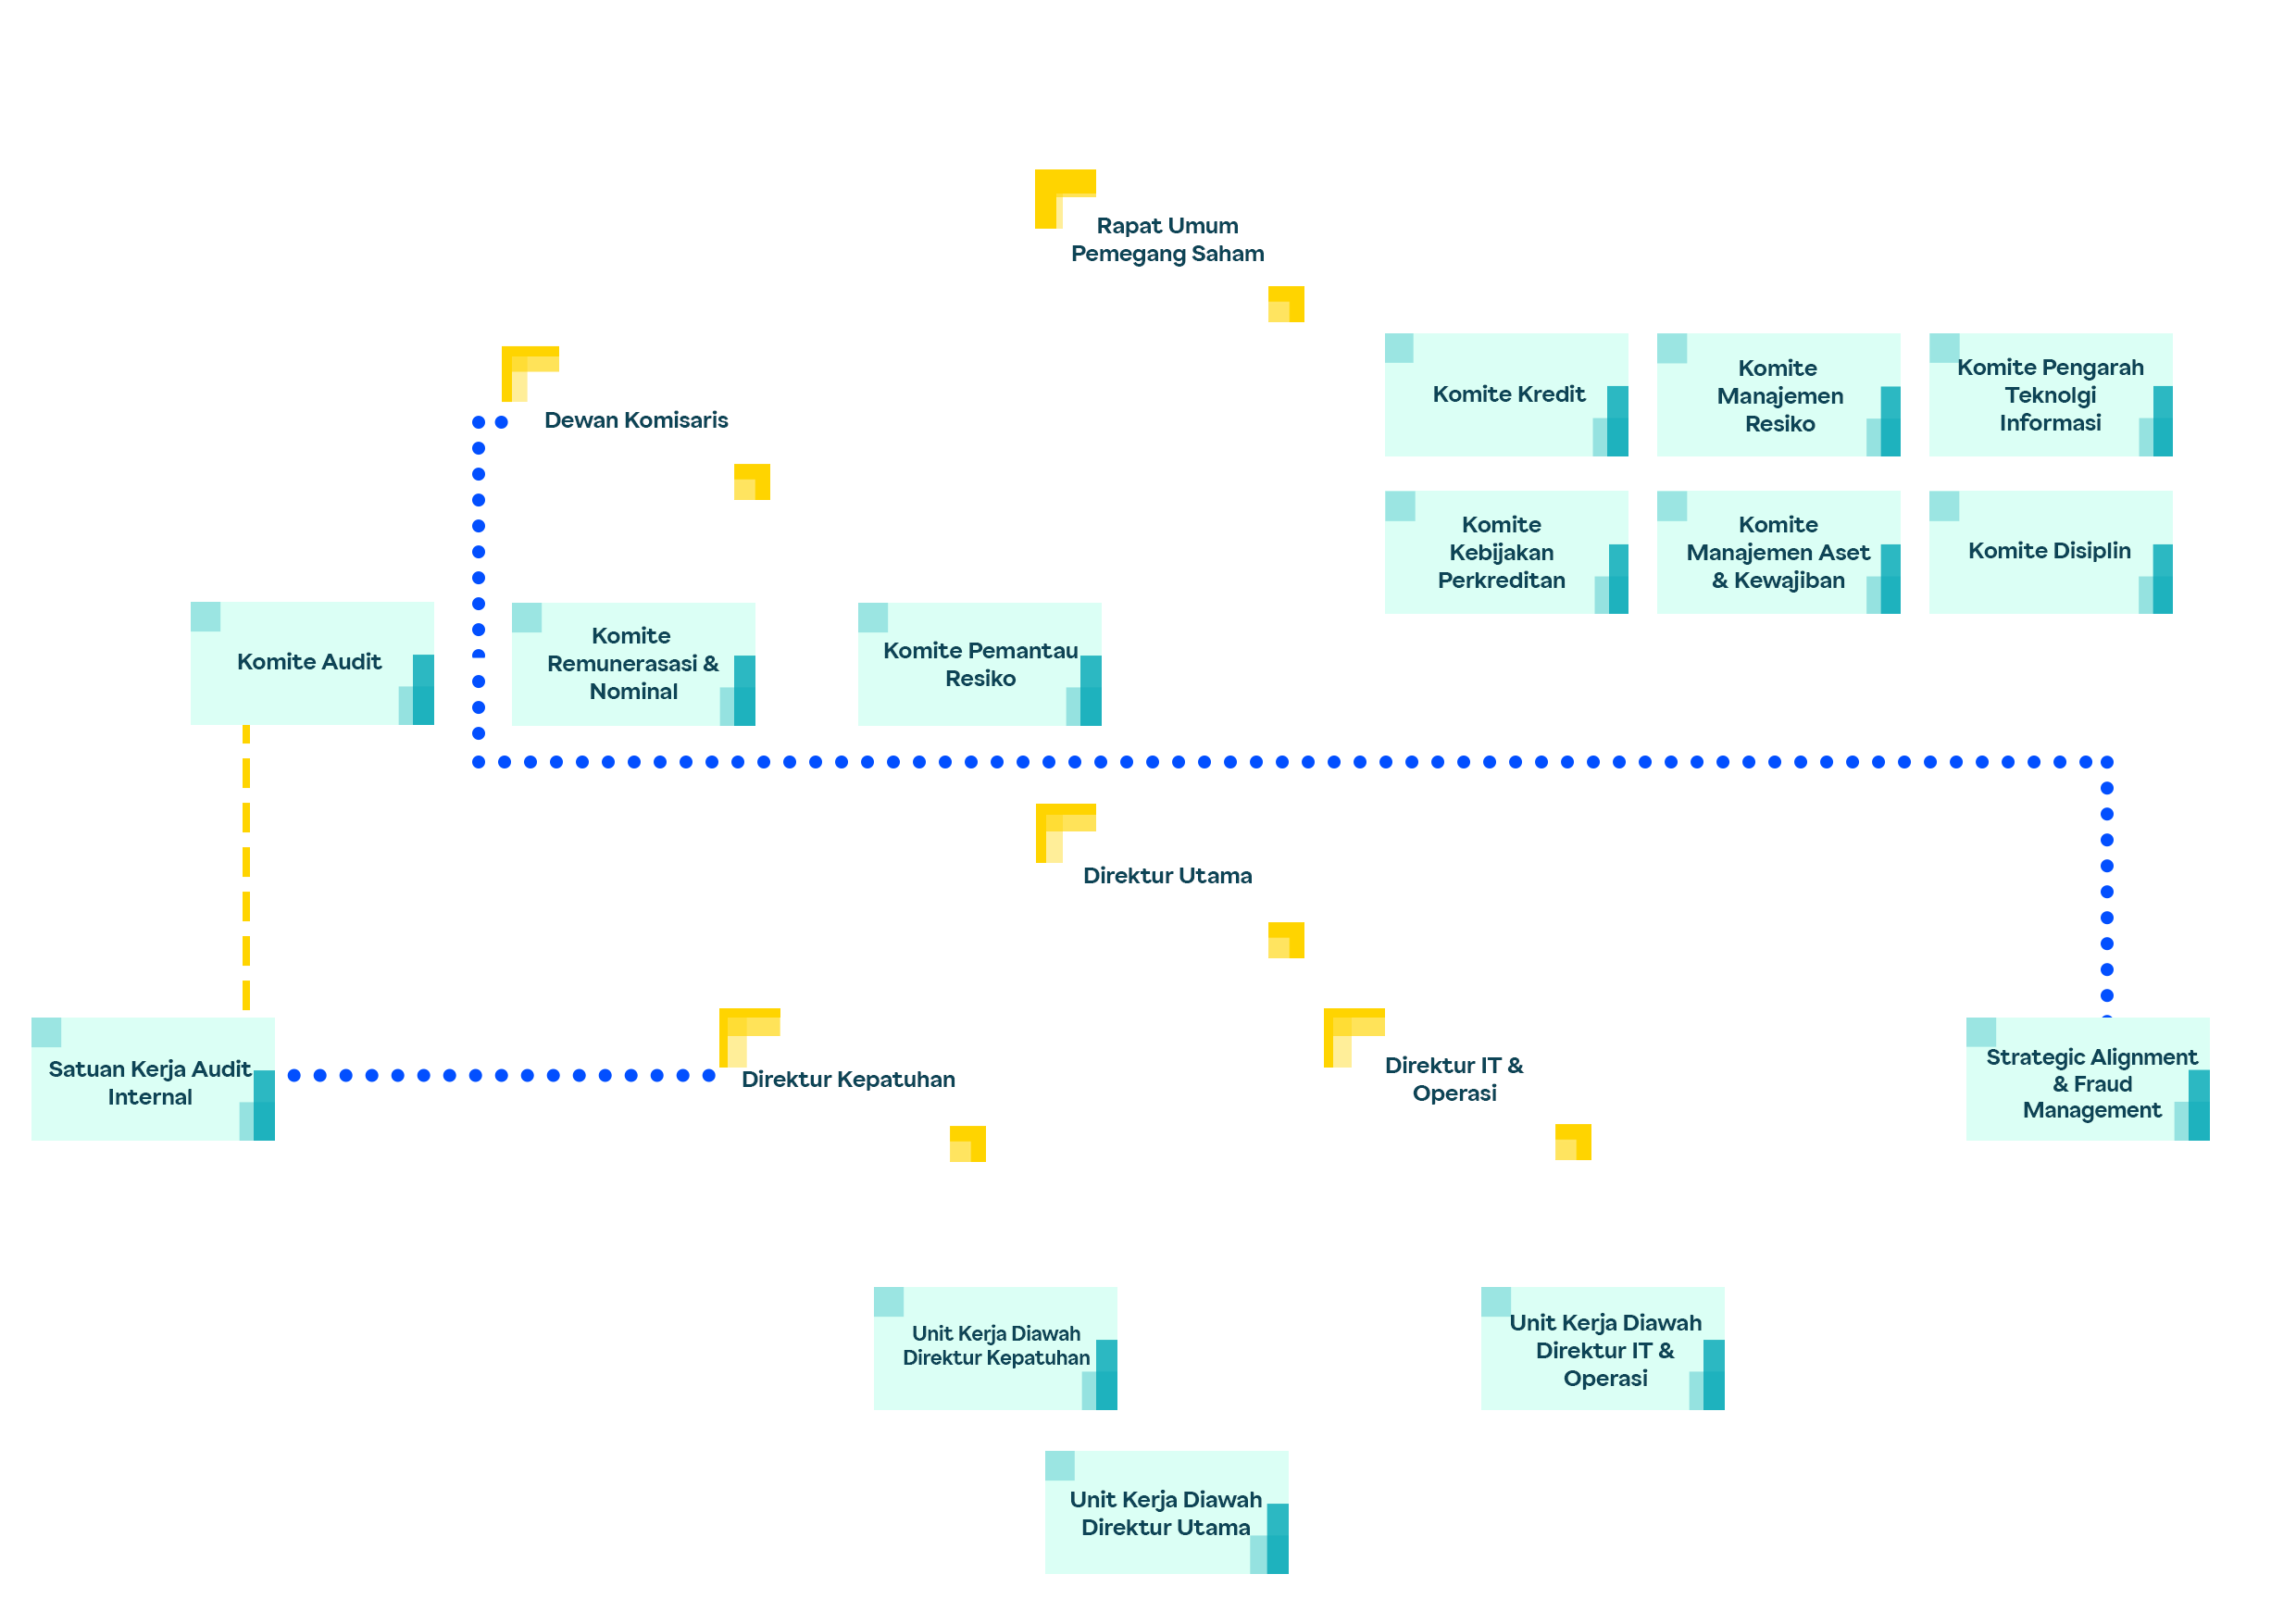 Rapat Umum
Pemegang Saham
Dewan Komisaris
Komite Kredit
Komite
Manajemen
Resiko
Komite Pengarah
Teknolgi
Informasi
Komite
Kebijakan
Perkreditan
Komite
Manajemen Aset
& Kewajiban
Komite Disiplin
Komite Audit
Komite
Remunerasasi &
Nominal
Komite Pemantau
Resiko
Direktur Utama
Satuan Kerja Audit
Internal
Direktur Kepatuhan
Direktur IT &
Operasi
Strategic Alignment
& Fraud
Management
Unit Kerja Diawah
Direktur Kepatuhan
Unit Kerja Diawah
Direktur IT &
Operasi
Unit Kerja Diawah
Direktur Utama